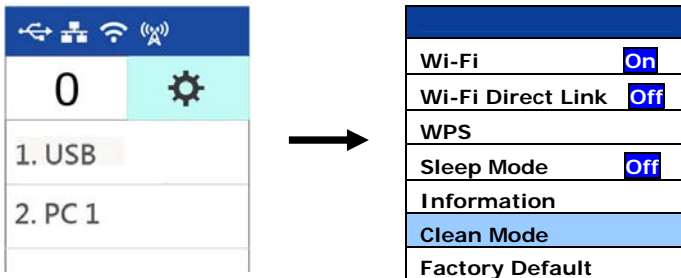 0
1. USB
2. PC 1
Wi-Fi On
Wi-Fi Direct Link Off
WPS
Sleep Mode Off
Information
Clean Mode
Factory Default